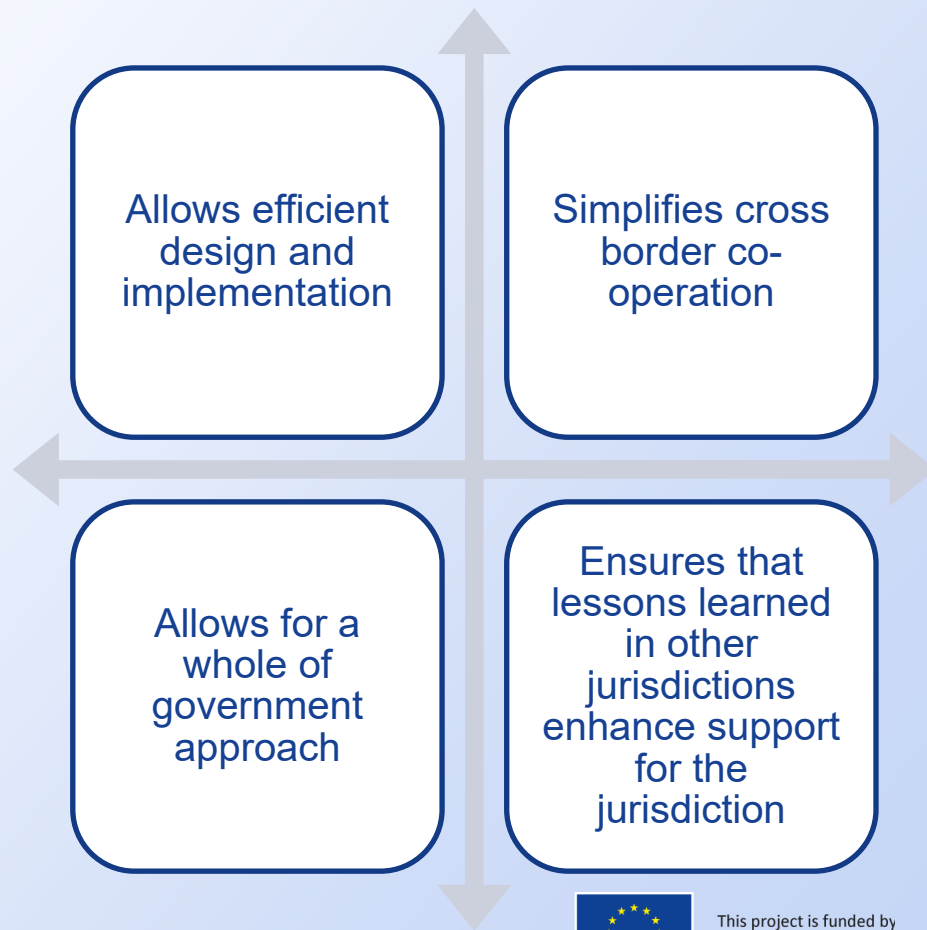 Allows efficient
design and
implementation
Simplifies cross
border co-
operation
Allows for a
whole of
government
approach
Ensures that
lessons learned
in other
jurisdictions
enhance support
for the
jurisdiction
This project is funded by